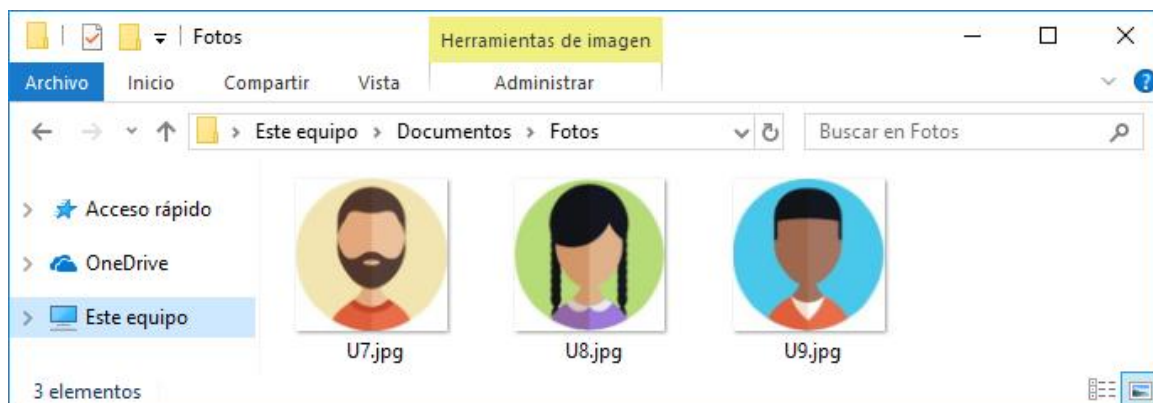 Fotos
Herramientas de imagen
Archivo Inicio Compartir Vista Administrar
Este equipo > Documentos > Fotos
Buscar en Fotos
Acceso rápido
OneDrive
Este equipo
U7.jpg U8.jpg U9.jpg
3 elementos